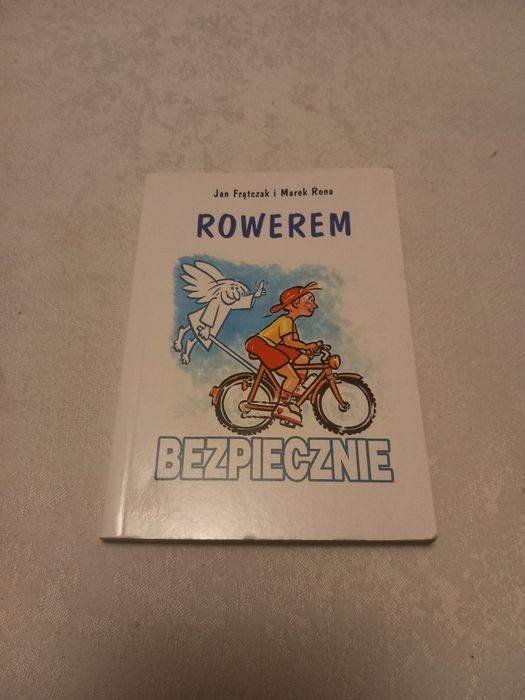 Jan Frątczak i Marek Rona
ROWEREM
BEZPIECZNIE